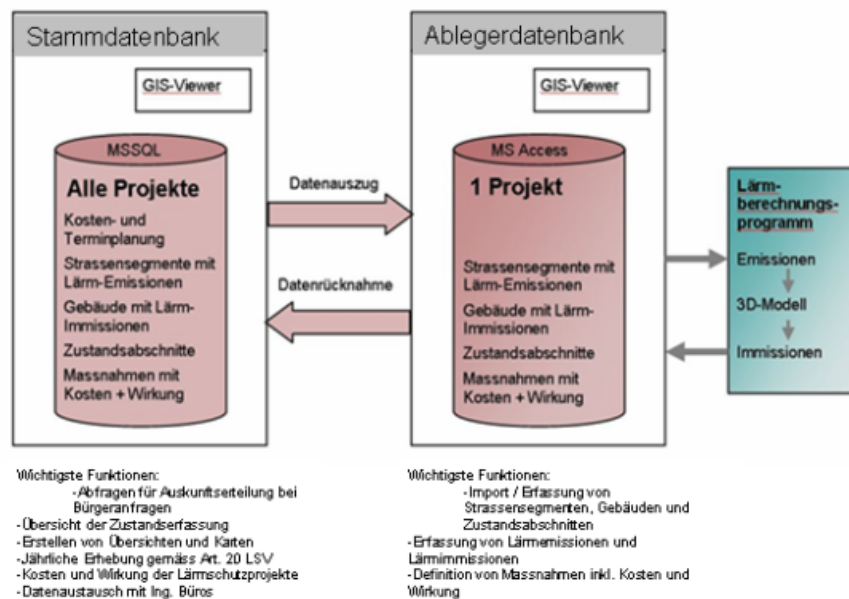 Stammdatenbank
GIS-Viewer
MSSQL
Alle Projekte
Kosten- und
Terminplanung
Strassensegmente mit
Lärm-Emissionen
Gebäude mit Lärm-
Immissionen
Zustandsabschnitte
Massnahmen mit
Kosten + Wirkung
Datenauszug
Datenrücknahme
Ablegerdatenbank
GIS-Viewer
MS Access
1 Projekt
Strassensegmente mit
Lärm-Emissionen
Gebäude mit Lärm-
Immissionen
Zustandsabschnitte
Massnahmen mit
Kosten + Wirkung
Lärm-
berechnungs-
programm
Emissionen
3D-Modell
Immissionen
Wichtigste Funktionen:
-Abfragen für Auskunftserteilung bei
Bürgeranfragen
-Übersicht der Zustandserfassung
-Erstellen von Übersichten und Karten
-Jährliche Erhebung gemäss Art. 20 LSV
-Kosten und Wirkung der Lärmschutzprojekte
-Datenaustausch mit Ing. Büros
Wichtigste Funktionen:
-Import / Erfassung von
Strassensegmenten, Gebäuden und
Zustandsabschnitten
-Erfassung von Lärmemissionen und
Lärmimmissionen
-Definition von Massnahmen inkl. Kosten und
Wirkung